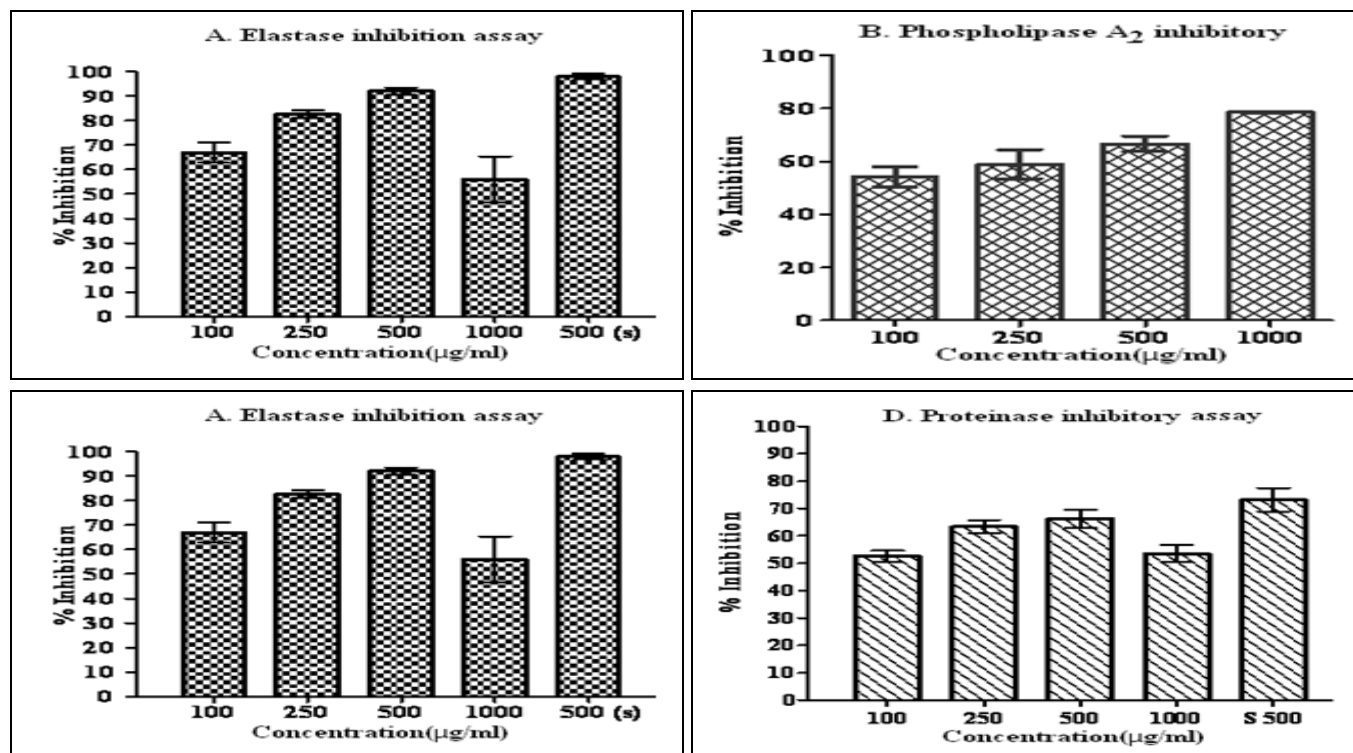 A. Elastase inhibition assay
100
90
80
70
60
50
40
30
20
10
0
% Inhibition
100 250 500 1000 500 (s)
Concentration(µg/ml)
B. Phospholipase A2 inhibitory
100
80
60
40
20
0
% Inhibition
100 250 500 1000
Concentration(µg/ml)
A. Elastase inhibition assay
100
90
80
70
60
50
40
30
20
10
0
% Inhibition
100 250 500 1000 500 (s)
Concentration(µg/ml)
D. Proteinase inhibitory assay
100
90
80
70
60
50
40
30
20
10
0
% Inhibition
100 250 500 1000 S 500
Concentration(µg/ml)